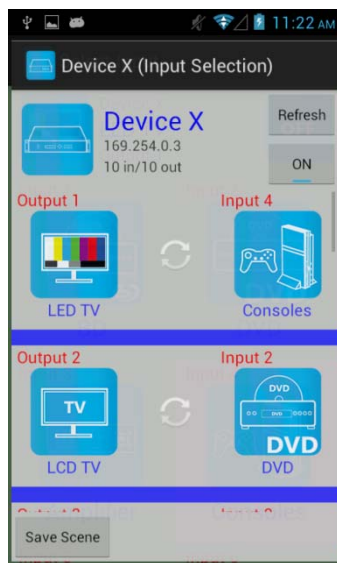 11:22 AM
Device X (Input Selection)
Device X
169.254.0.3
10 in/10 out
Refresh
ON
Output 1
Input 4
LED TV
Consoles
Output 2
Input 2
TV
DVD
DVD
LCD TV
DVD
Save Scene